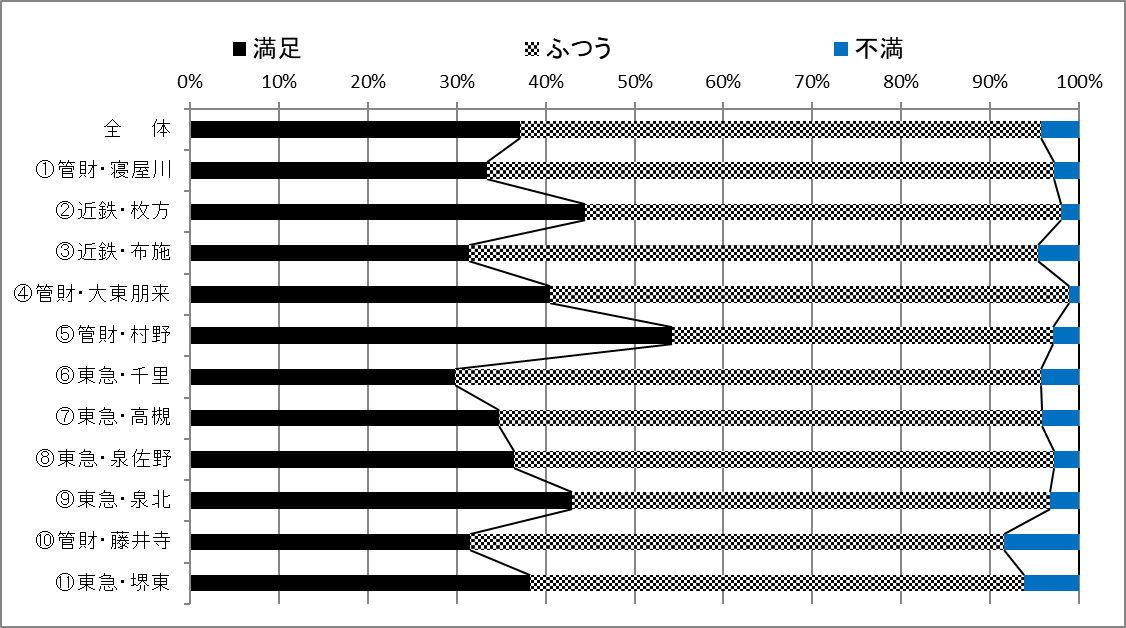 満足 ふつう 不満
0% 10% 20% 30% 40% 50% 60% 70% 80% 90% 100%
全 体
①管財・寝屋川
②近鉄・枚方
③近鉄・布施
④管財・大東朋来
⑤管財・村野
⑥東急・千里
⑦東急・高槻
⑧東急・泉佐野
⑨東急・泉北
⑩管財・藤井寺
⑪東急・堺東